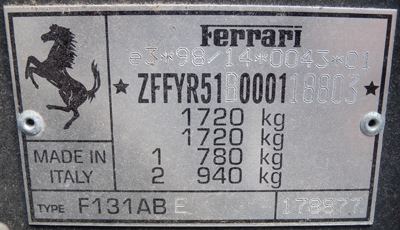 Ferrari
e3*98/14*0043*01
*ZFFYR51B000118803*
1720 kg
1720 kg
MADE IN
ITALY
1 780 kg
2 940 kg
TYPE F131AB E 178877